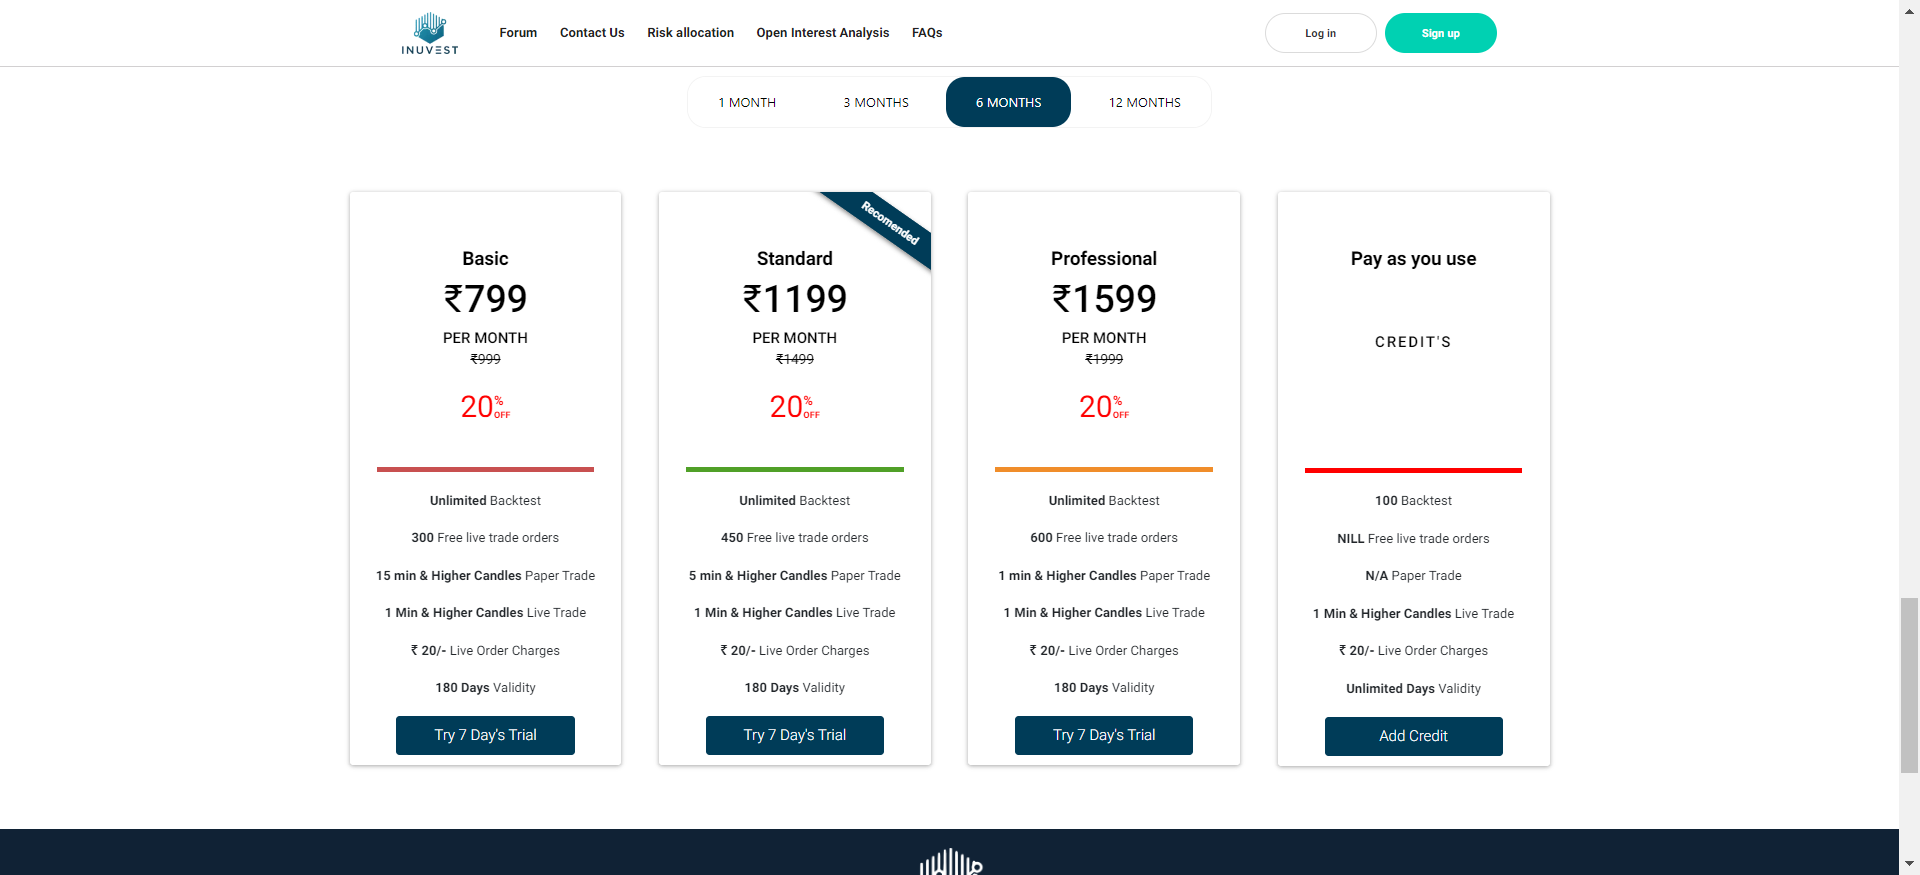 INUVEST
Forum Contact Us Risk allocation Open Interest Analysis FAQs
Log in
Sign up
1 MONTH 3 MONTHS 6 MONTHS 12 MONTHS
Basic
₹799
PER MONTH
₹999
20% OFF
Unlimited Backtest
300 Free live trade orders
15 min & Higher Candles Paper Trade
1 Min & Higher Candles Live Trade
₹ 20/- Live Order Charges
180 Days Validity
Try 7 Day's Trial
Recomended
Standard
₹1199
PER MONTH
₹1499
20% OFF
Unlimited Backtest
450 Free live trade orders
5 min & Higher Candles Paper Trade
1 Min & Higher Candles Live Trade
₹ 20/- Live Order Charges
180 Days Validity
Try 7 Day's Trial
Professional
₹1599
PER MONTH
₹1999
20% OFF
Unlimited Backtest
600 Free live trade orders
1 min & Higher Candles Paper Trade
1 Min & Higher Candles Live Trade
₹ 20/- Live Order Charges
180 Days Validity
Try 7 Day's Trial
Pay as you use
CREDIT'S
100 Backtest
NILL Free live trade orders
N/A Paper Trade
1 Min & Higher Candles Live Trade
₹ 20/- Live Order Charges
Unlimited Days Validity
Add Credit